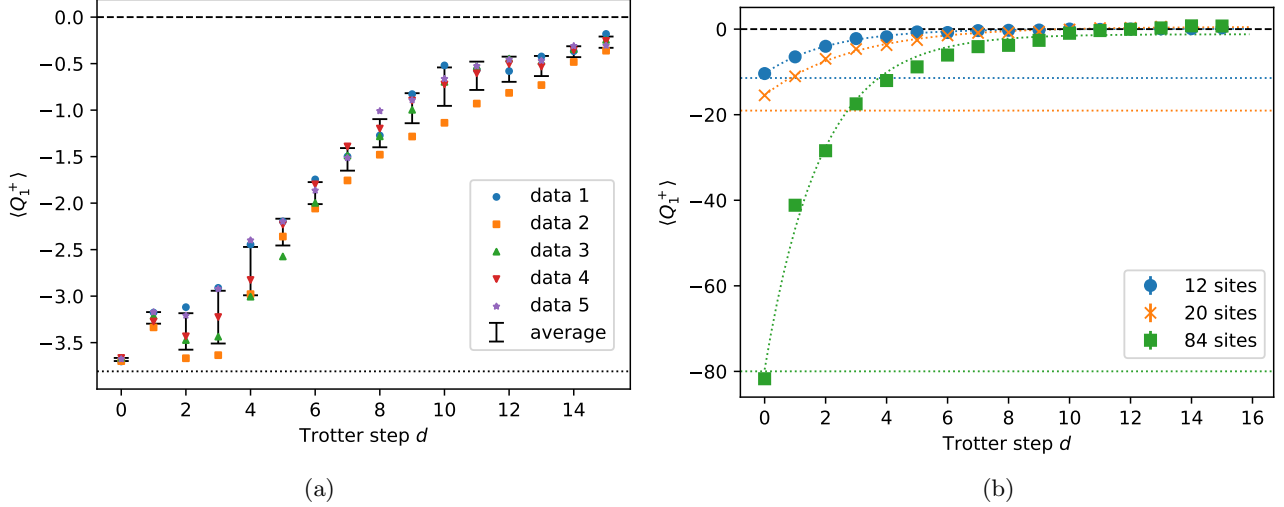 0.0
−0.5
−1.0
−1.5
−2.0
−2.5
−3.0
−3.5
⟨Q₁⁺⟩
data 1
data 2
data 3
data 4
data 5
average
0 2 4 6 8 10 12 14
Trotter step d
(a)
0
−20
−40
−60
−80
⟨Q₁⁺⟩
12 sites
20 sites
84 sites
0 2 4 6 8 10 12 14 16
Trotter step d
(b)